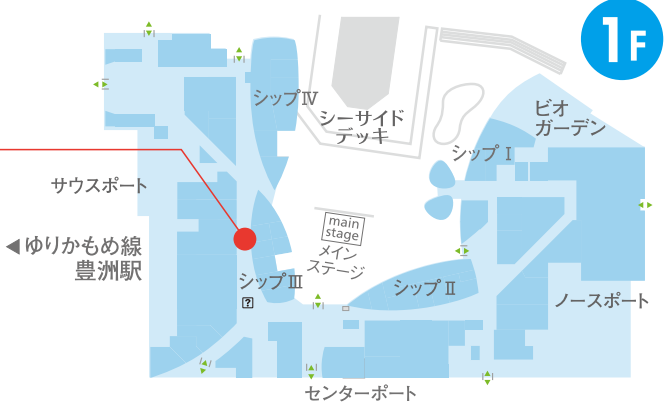 1F
シップⅣ
シーサイド
デッキ
ビオ
ガーデン
シップⅠ
サウスポート
main
stage
メイン
ステージ
◀ゆりかもめ線
豊洲駅
シップⅢ
シップⅡ
?
ノースポート
センターポート